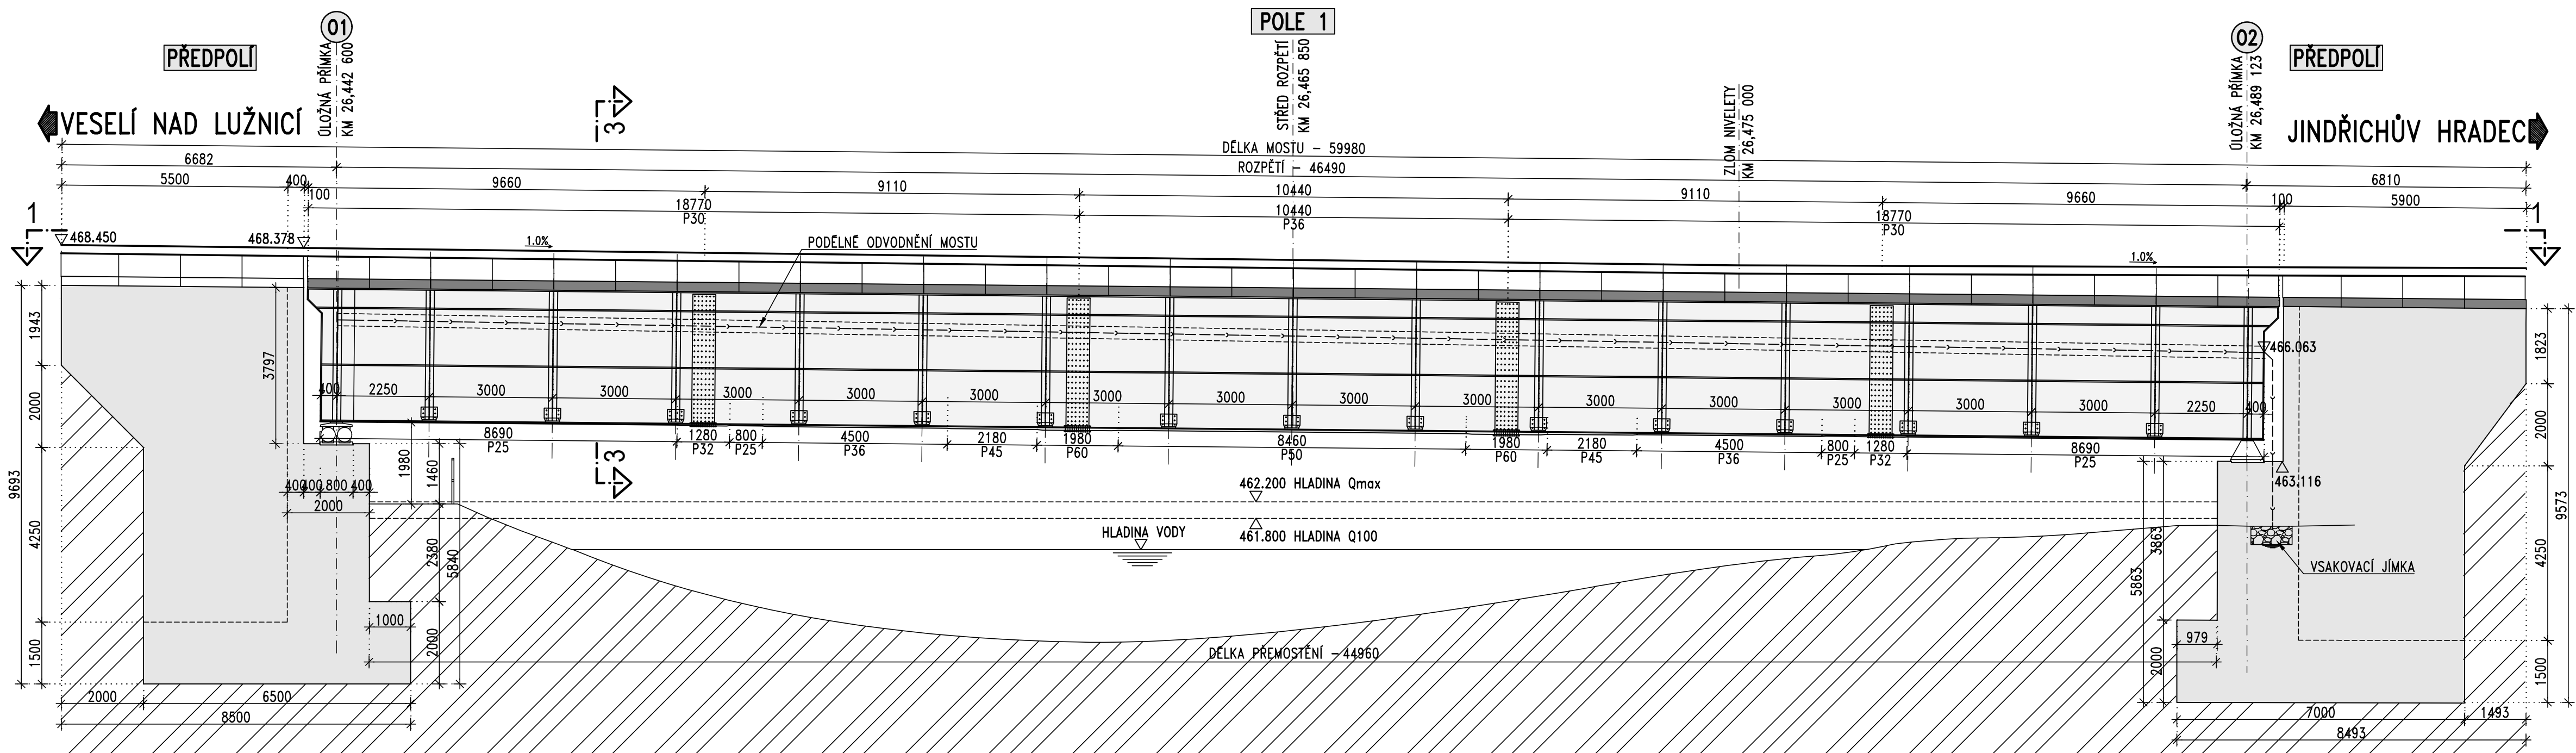 01
POLE 1
02
PŘEDPOLÍ
PŘEDPOLÍ
ÚLOŽNÁ PŘÍMKA
KM 26,442 600
STŘED ROZPĚTÍ
KM 26,465 850
ZLOM NIVELETY
KM 26,475 000
ÚLOŽNÁ PŘÍMKA
KM 26,489 123
VESELÍ NAD LUŽNICÍ
3
JINDŘICHŮV HRADEC
DÉLKA MOSTU - 59980
6682
ROZPĚTÍ - 46490
5500
400
9660
9110
10440
9110
9660
6810
100
100
5900
18770
P30
10440
P36
18770
P30
1
1
468.450
468.378
1.0%
PODÉLNÉ ODVODNĚNÍ MOSTU
1.0%
1943
3797
466.063
1823
400
2250
3000
3000
3000
3000
3000
3000
3000
3000
3000
3000
3000
3000
3000
3000
2250
400
2000
2000
8690
P25
1280
P32
800
P25
4500
P36
2180
P45
1980
P60
8460
P50
1980
P60
2180
P45
4500
P36
800
P25
1280
P32
8690
P25
3
1980
1460
9693
400
400
800
400
2000
462.200 HLADINA Qmax
463.116
9573
4250
HLADINA VODY
461.800 HLADINA Q100
2380
5840
3863
5863
VSAKOVACÍ JÍMKA
4250
1000
979
1500
2000
DÉLKA PŘEMOSTĚNÍ - 44960
2000
1500
2000
6500
7000
1493
8500
8493